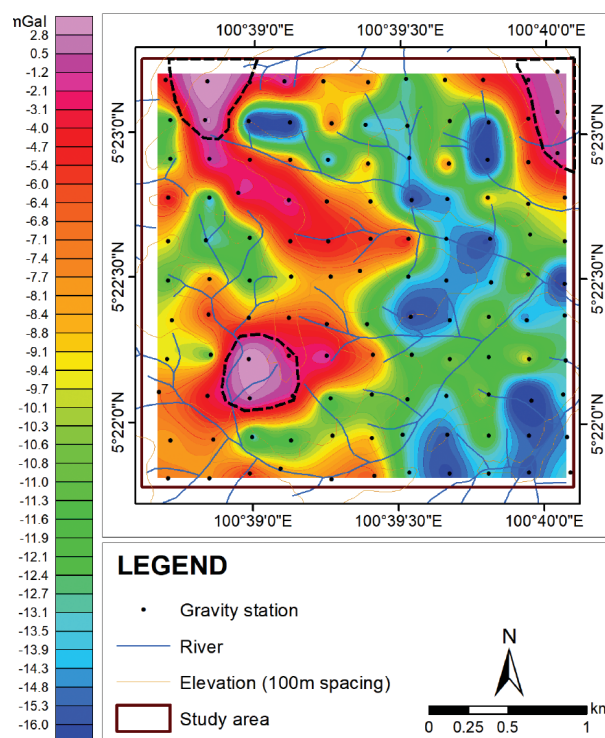 mGal
2.8
0.5
-1.2
-2.1
-3.1
-4.0
-4.7
-5.4
-6.0
-6.4
-6.8
-7.1
-7.4
-7.7
-8.1
-8.4
-8.8
-9.1
-9.4
-9.7
-10.1
-10.3
-10.6
-10.8
-11.0
-11.3
-11.6
-11.9
-12.4
-12.7
-13.1
-13.5
-13.9
-14.3
-14.8
-15.3
-16.0
100°39'0"E 100°39'30"E 100°40'0"E
5°23'0"N 5°23'0"N
5°22'30"N 5°22'30"N
5°22'0"N 5°22'0"N
100°39'0"E 100°39'30"E 100°40'0"E
LEGEND
Gravity station
River
Elevation (100m spacing)
Study area
N
km
0 0.25 0.5 1